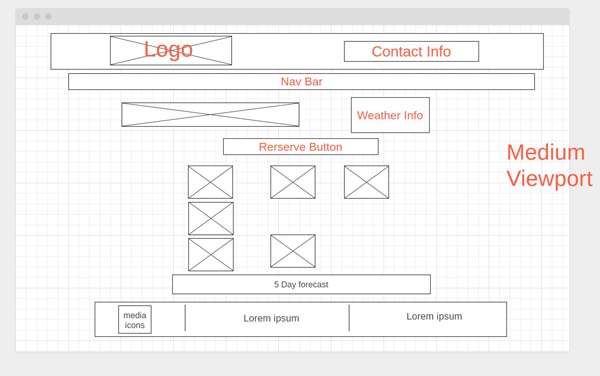 Logo
Contact Info
Nav Bar
Weather Info
Rerserve Button
Medium
Viewport
5 Day forecast
media
icons
Lorem ipsum
Lorem ipsum